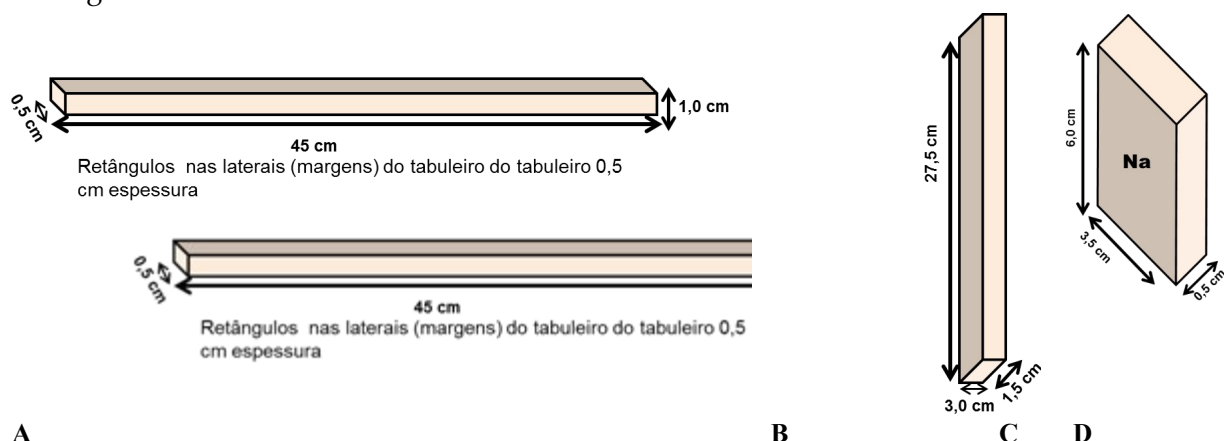 0,5 cm
1,0 cm
45 cm
Retângulos nas laterais (margens) do tabuleiro do tabuleiro 0,5
cm espessura
0,5 cm
45 cm
Retângulos nas laterais (margens) do tabuleiro do tabuleiro 0,5
cm espessura
27,5 cm
3,0 cm
1,5 cm
6,0 cm
Na
3,5 cm
0,5 cm
A B C D